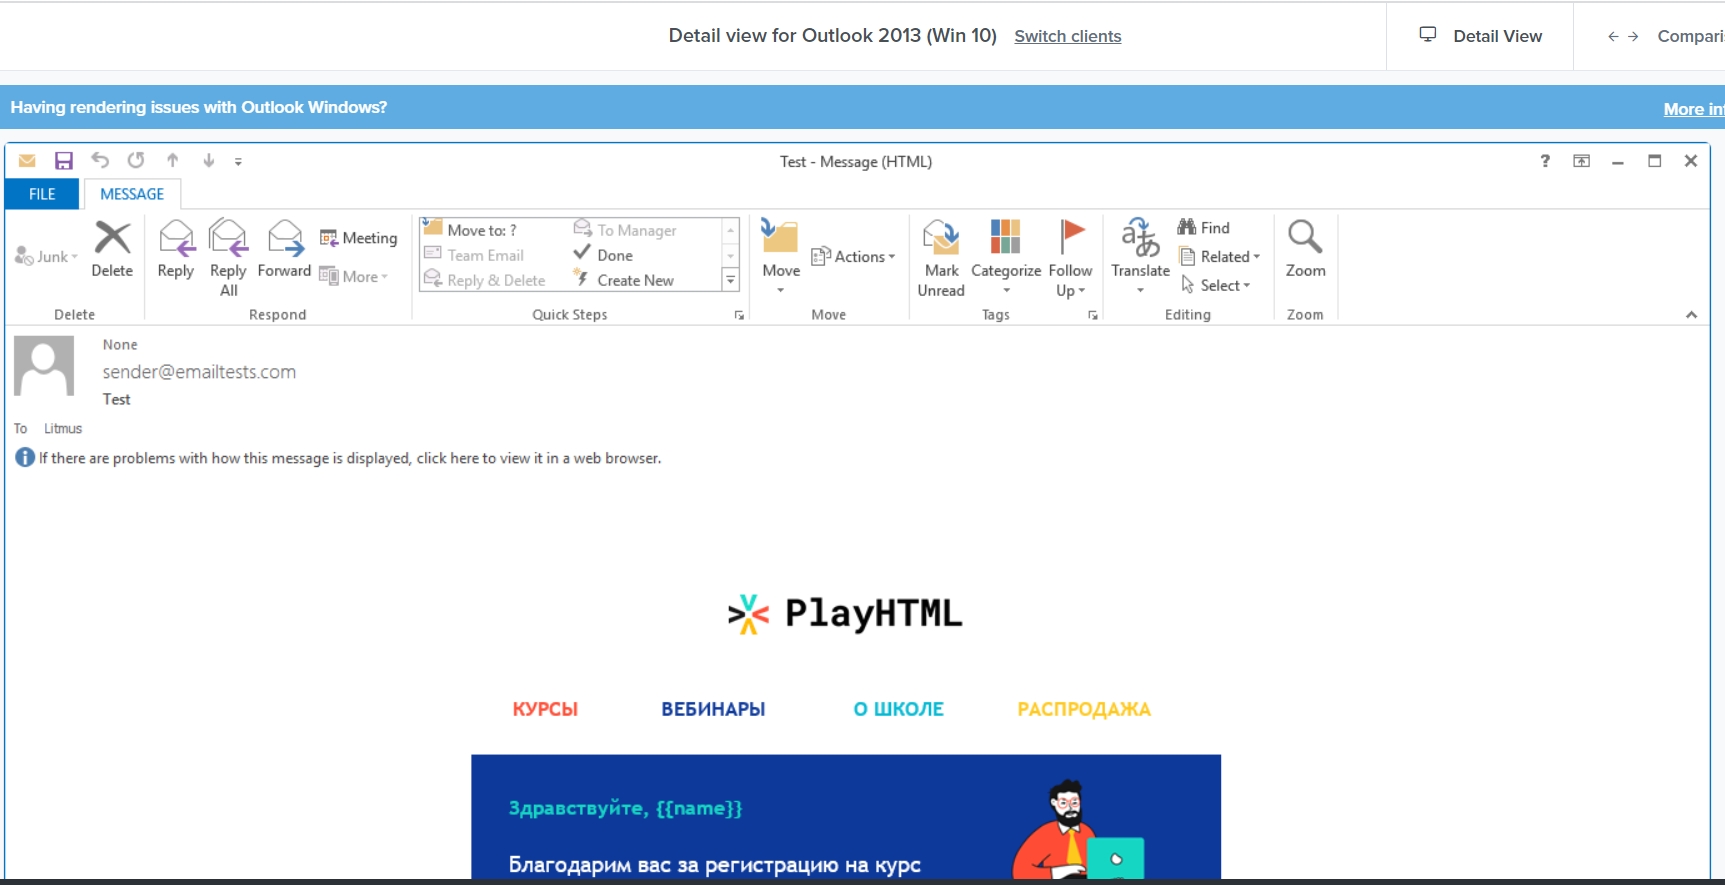 Detail view for Outlook 2013 (Win 10) Switch clients
Detail View
Having rendering issues with Outlook Windows?
Test - Message (HTML)
?
FILE
MESSAGE
Junk
Delete
Delete
Reply
Reply
All
Forward
Meeting
More
Respond
Move to: ?
Team Email
Reply & Delete
To Manager
Done
Create New
Quick Steps
Move
Actions
Move
Mark
Unread
Categorize
Follow
Up
Tags
Translate
Find
Related
Select
Editing
Zoom
Zoom
None
sender@emailtests.com
Test
To Litmus
If there are problems with how this message is displayed, click here to view it in a web browser.
PlayHTML
КУРСЫ ВЕБИНАРЫ О ШКОЛЕ РАСПРОДАЖА
Здравствуйте, {{name}}
Благодарим вас за регистрацию на курс